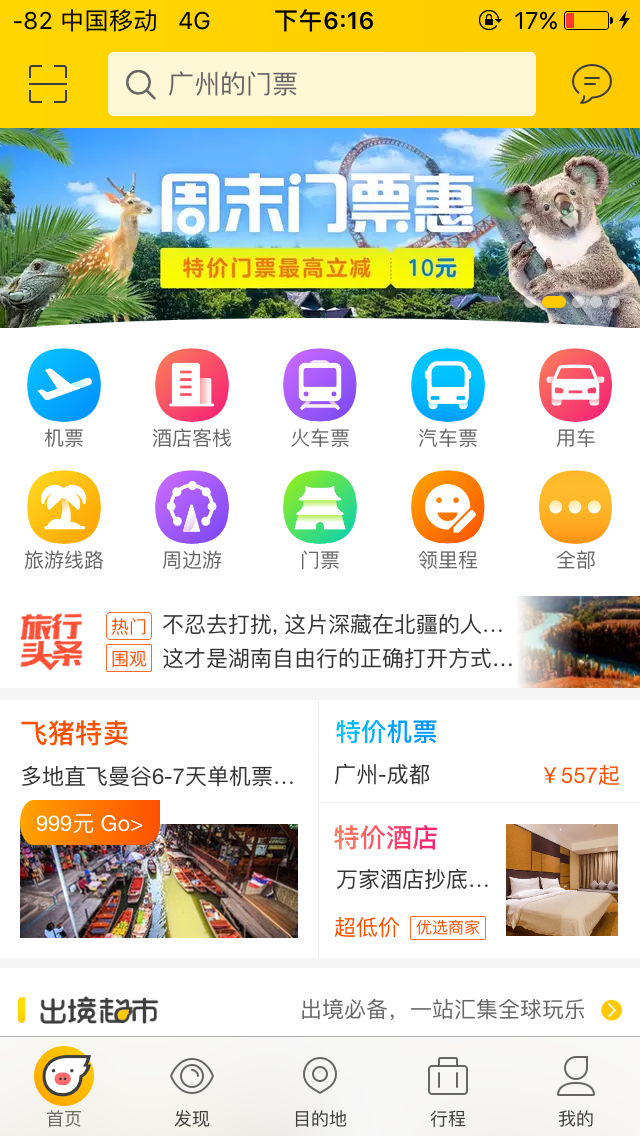 -82 中国移动 4G 下午6:16 17%
广州的门票
周末门票惠
特价门票最高立减 10元
机票 酒店客栈 火车票 汽车票 用车
旅游线路 周边游 门票 领里程 全部
旅行头条
热门 不忍去打扰, 这片深藏在北疆的人...
围观 这才是湖南自由行的正确打开方式...
飞猪特卖
多地直飞曼谷6-7天单机票...
999元 Go>
特价机票
广州-成都 ￥557起
特价酒店
万家酒店抄底...
超低价 优选商家
出境超市 出境必备，一站汇集全球玩乐
首页 发现 目的地 行程 我的